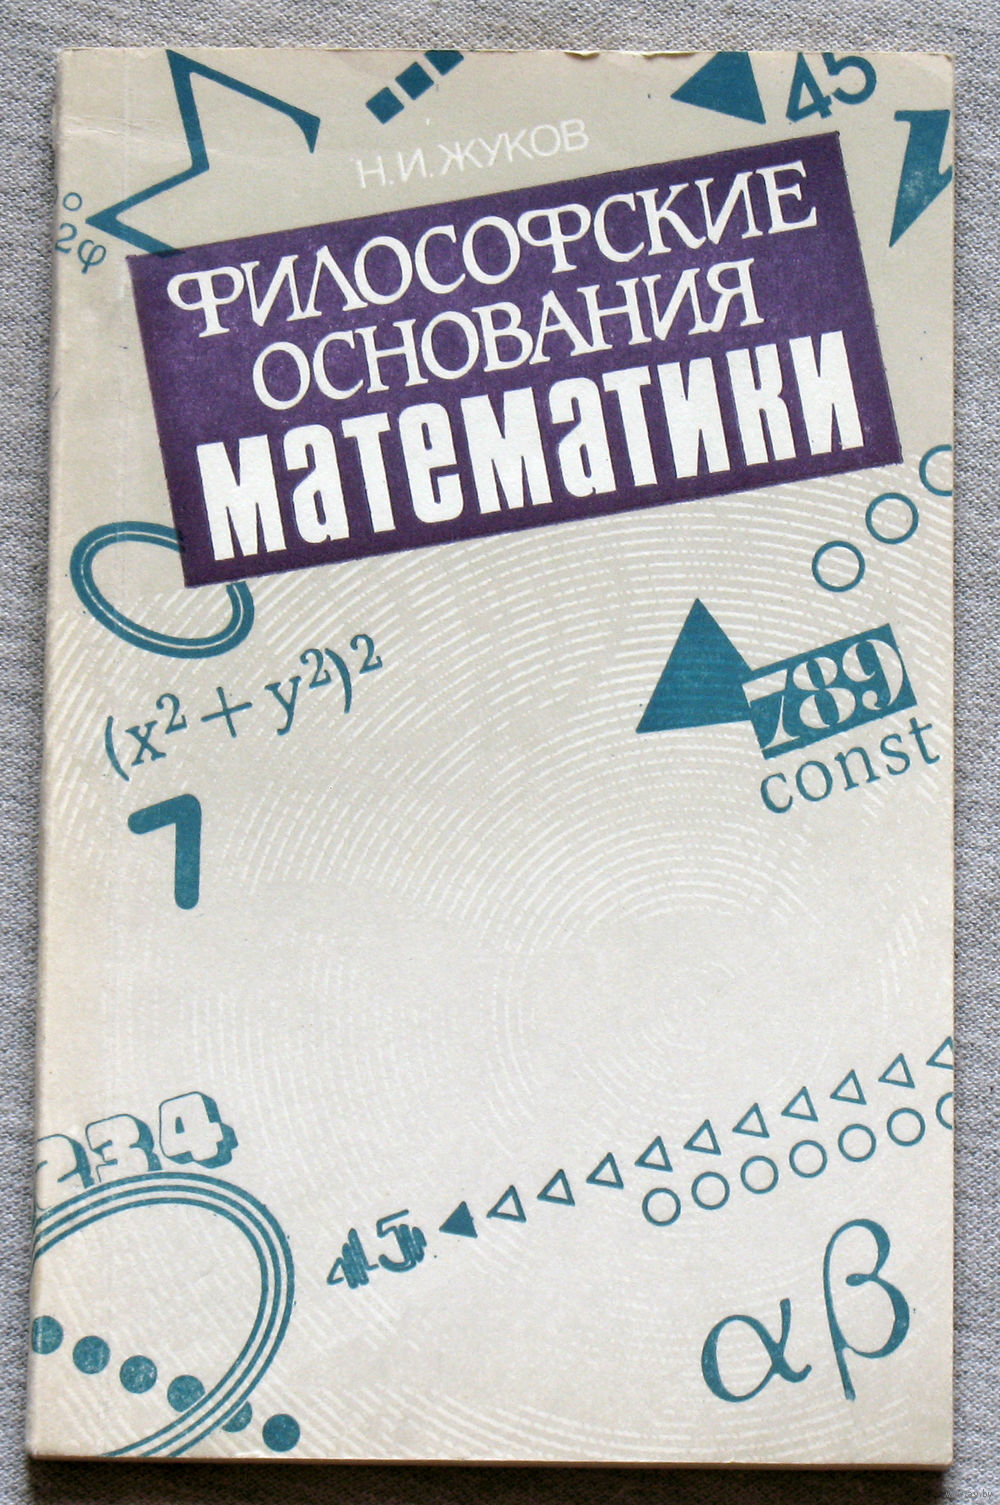 45
Н.И.ЖУКОВ
2φ
ФИЛОСОФСКИЕ
ОСНОВАНИЯ
математики
(x²+y²)²
789
const
1
234
45
αβ